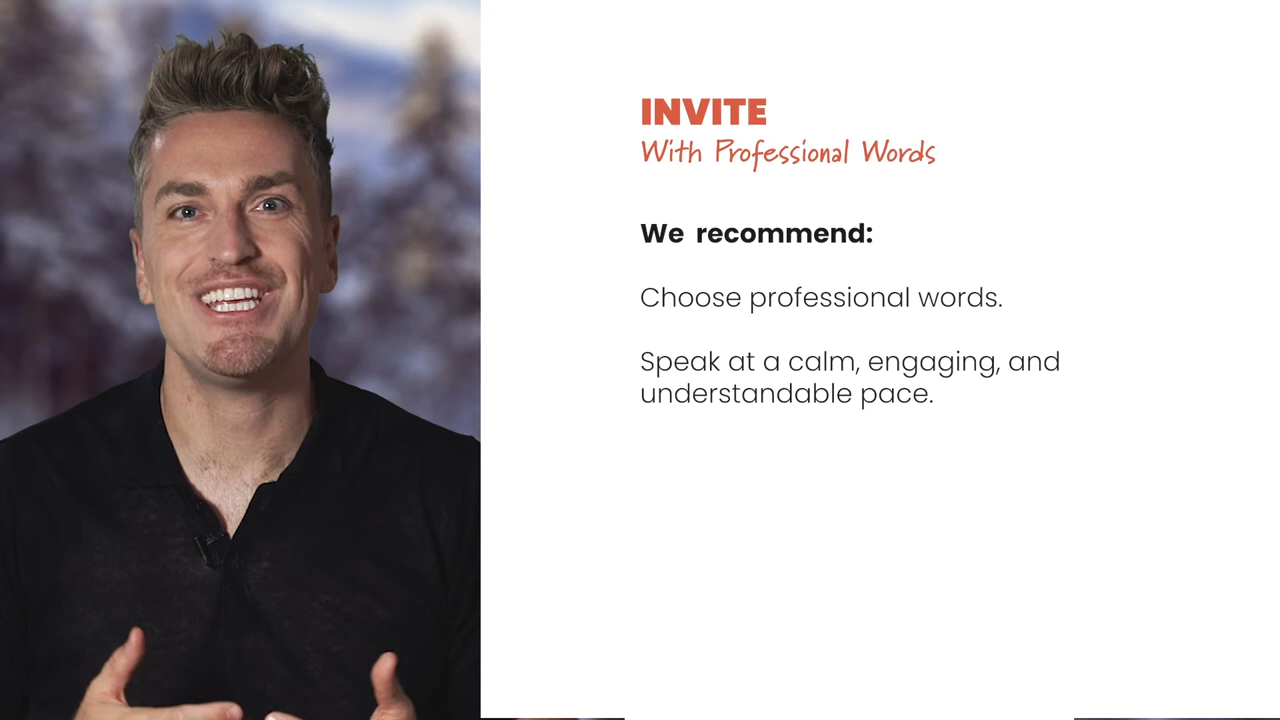 INVITE
With Professional Words
We recommend:
Choose professional words.
Speak at a calm, engaging, and
understandable pace.